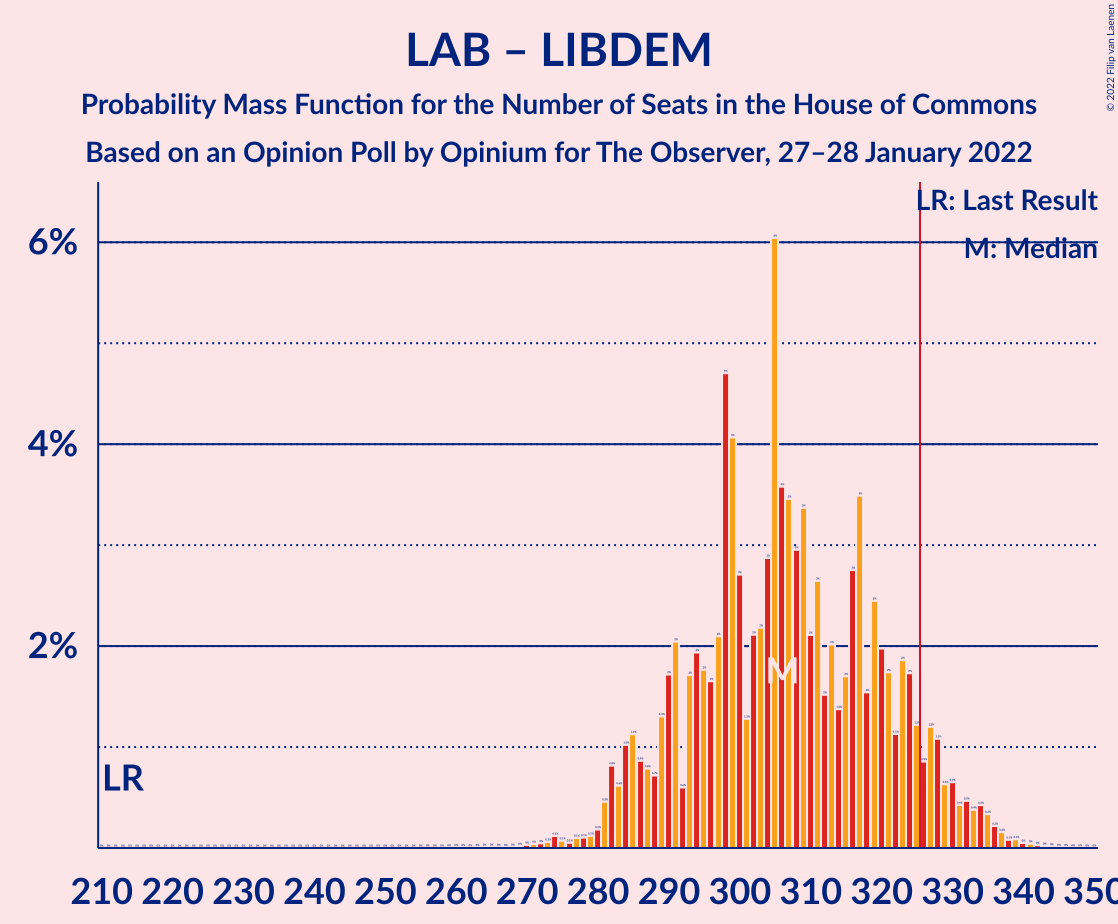 LAB – LIBDEM
Probability Mass Function for the Number of Seats in the House of Commons
Based on an Opinion Poll by Opinium for The Observer, 27–28 January 2022
© 2022 Filip van Laenen
LR: Last Result
M: Median
6%
4%
2%
M
LR
210 220 230 240 250 260 270 280 290 300 310 320 330 340 350